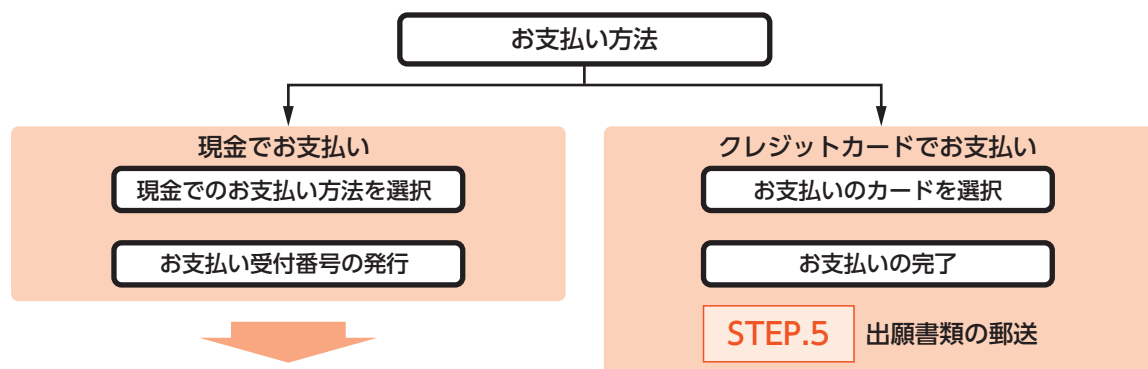 お支払い方法
現金でお支払い
現金でのお支払い方法を選択
お支払い受付番号の発行
クレジットカードでお支払い
お支払いのカードを選択
お支払いの完了
STEP.5 出願書類の郵送